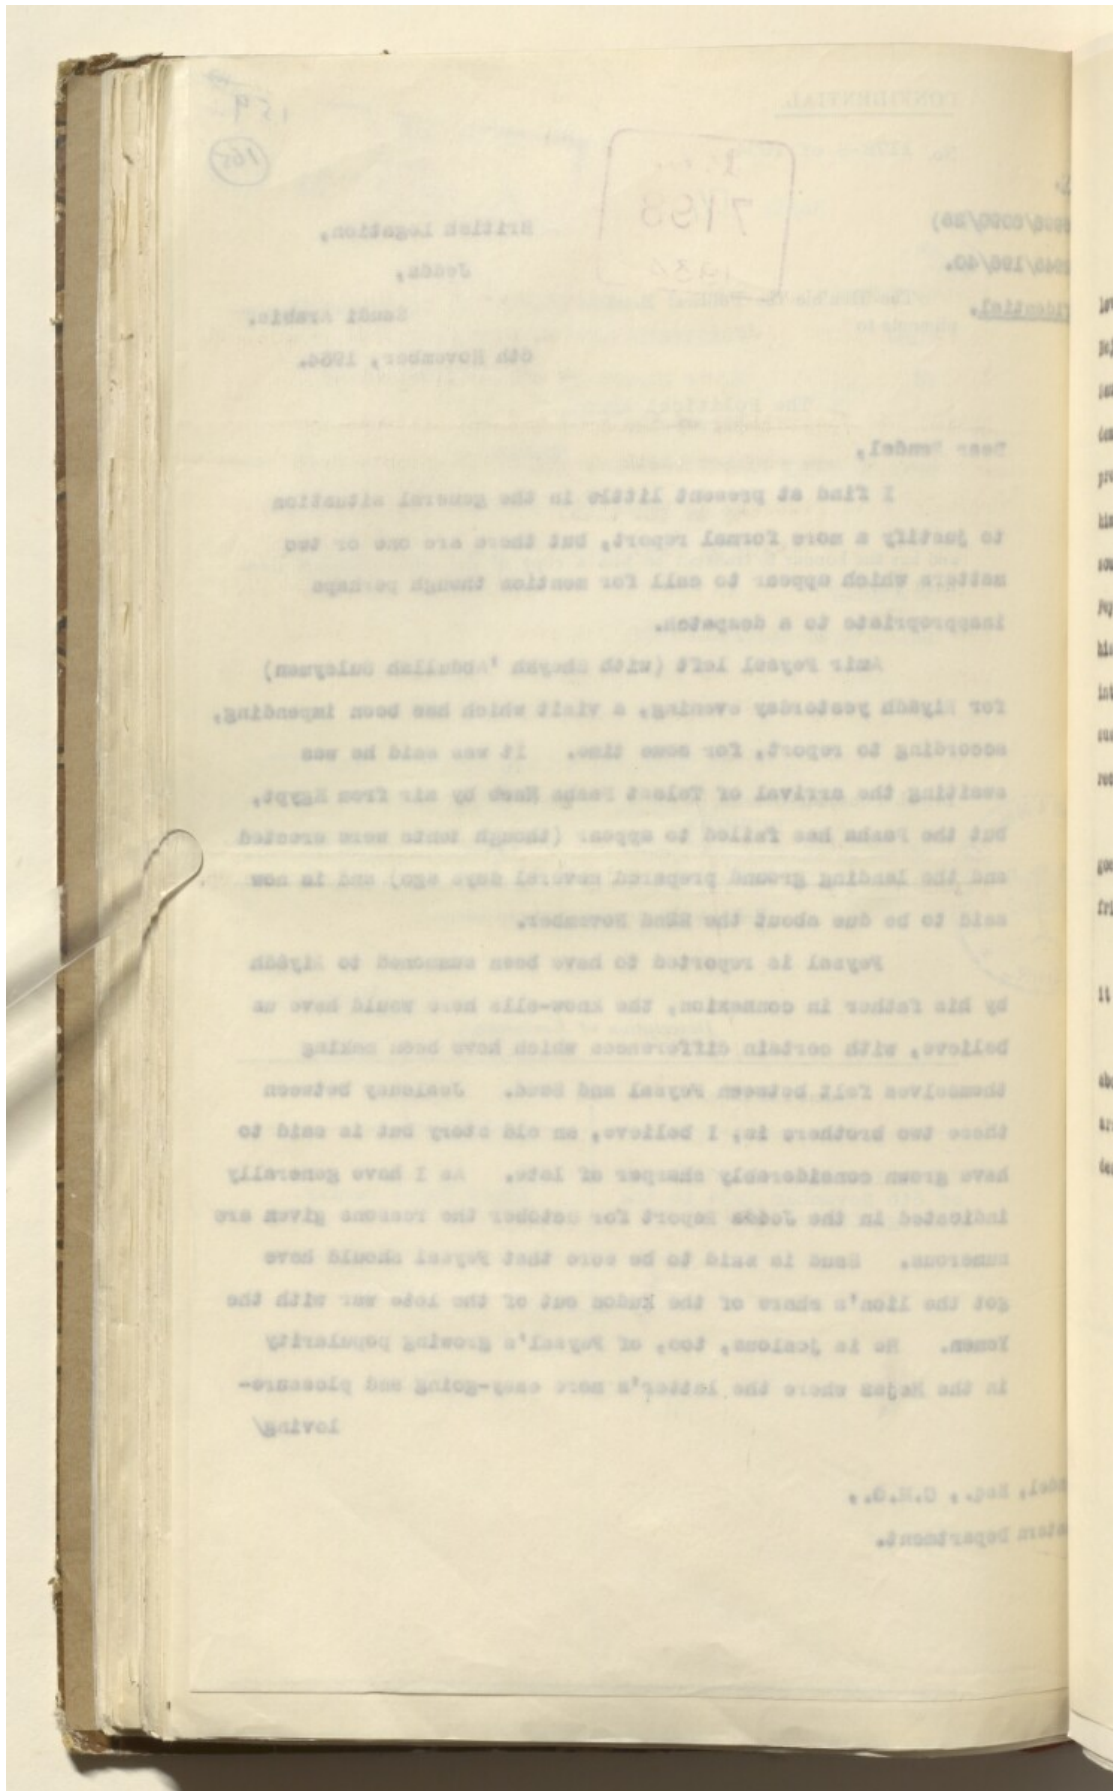 159
165
CONFIDENTIAL
7198
British Legation,
Jedda,
Saudi Arabia.
6th November, 1934.
Dear Rendel,
I find at present little in the general situation
to justify a more formal report, but there are one or two
matters which appear to call for mention though perhaps
inappropriate to a despatch.
Amir Feysal left (with Sheykh 'Abdullah Suleyman)
for Riyadh yesterday evening, a visit which has been impending,
according to report, for some time. It was said he was
awaiting the arrival of Talaat Pasha Harb by air from Egypt,
but the Pasha has failed to appear (though tents were erected
and the landing ground prepared several days ago) and is now
said to be due about the 22nd November.
Feysal is reported to have been summoned to Riyadh
by his father in connexion, the know-alls here would have us
believe, with certain differences which have been making
themselves felt between Feysal and Saud. Jealousy between
these two brothers is, I believe, an old story but is said to
have grown considerably sharper of late. As I have generally
indicated in the Jedda Report for October the reasons given are
numerous. Saud is said to be sore that Feysal should have
got the lion's share of the kudos out of the late war with the
Yemen. He is jealous, too, of Feysal's growing popularity
in the Hejaz where the latter's more easy-going and pleasure-
loving/
Esq., C.M.G.,
Department.